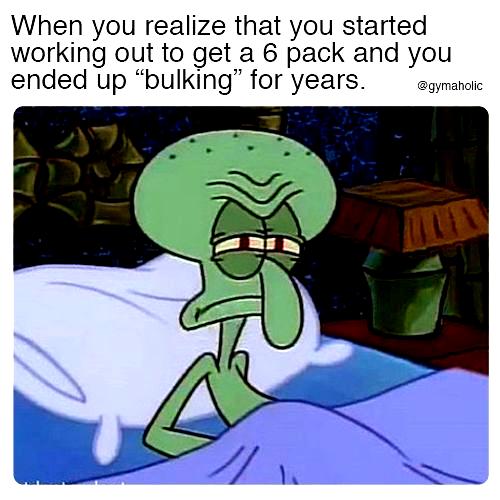 When you realize that you started
working out to get a 6 pack and you
ended up “bulking” for years.
@gymaholic